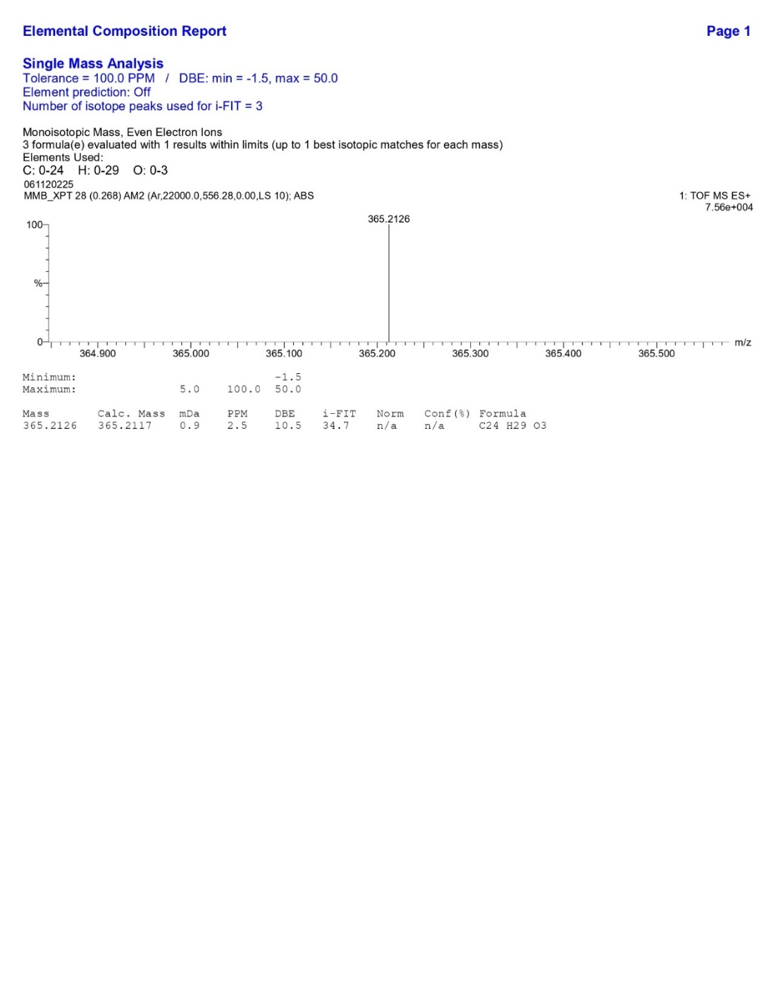 Elemental Composition Report Page 1
Single Mass Analysis
Tolerance = 100.0 PPM / DBE: min = -1.5, max = 50.0
Element prediction: Off
Number of isotope peaks used for i-FIT = 3
Monoisotopic Mass, Even Electron Ions
3 formula(e) evaluated with 1 results within limits (up to 1 best isotopic matches for each mass)
Elements Used:
C: 0-24 H: 0-29 O: 0-3
061120225
MMB_XPT 28 (0.268) AM2 (Ar,22000.0,556.28,0.00,LS 10); ABS 1: TOF MS ES+
7.56e+004
365.2126
100
%
0
m/z
364.900 365.000 365.100 365.200 365.300 365.400 365.500
Minimum: -1.5
Maximum: 5.0 100.0 50.0
Mass Calc. Mass mDa PPM DBE i-FIT Norm Conf(%) Formula
365.2126 365.2117 0.9 2.5 10.5 34.7 n/a n/a C24 H29 O3